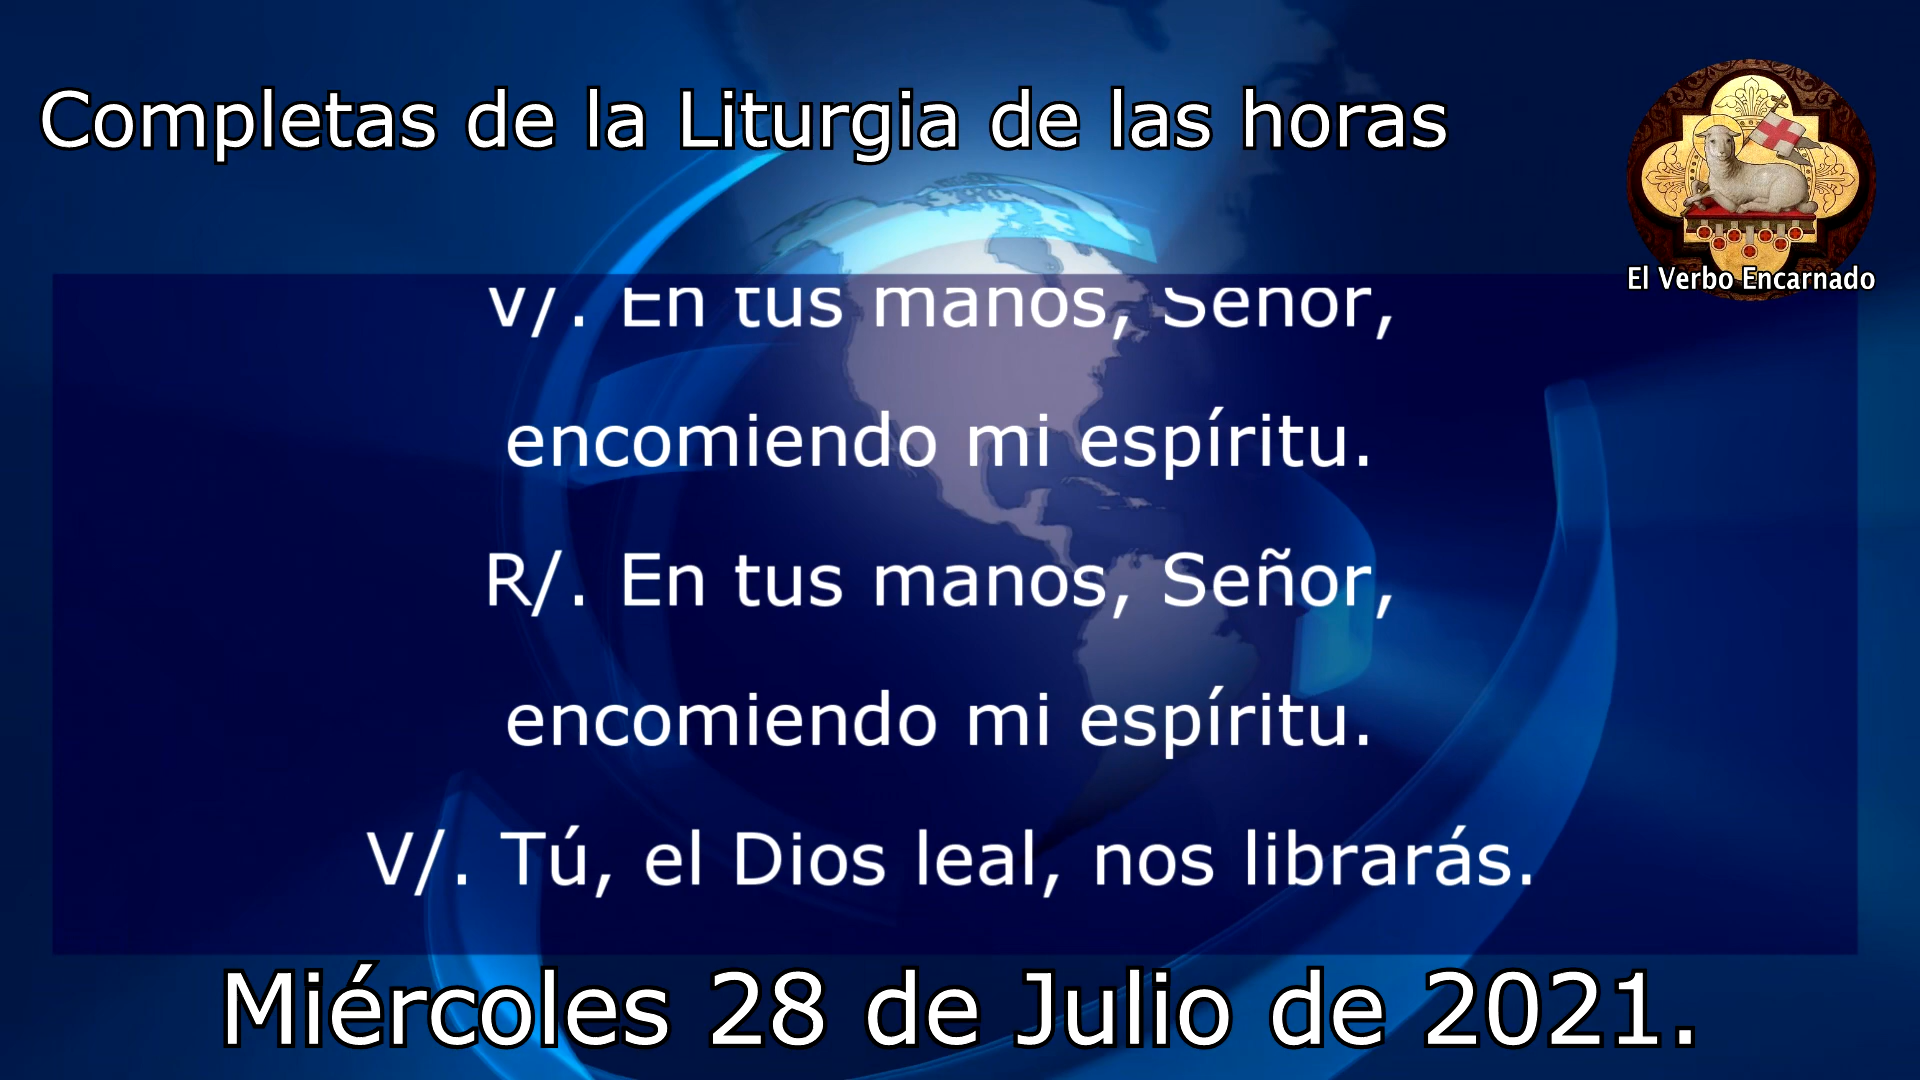 Completas de la Liturgia de las horas
El Verbo Encarnado
V/. En tus manos, Señor,
encomiendo mi espíritu.
R/. En tus manos, Señor,
encomiendo mi espíritu.
V/. Tú, el Dios leal, nos librarás.
Miércoles 28 de Julio de 2021.